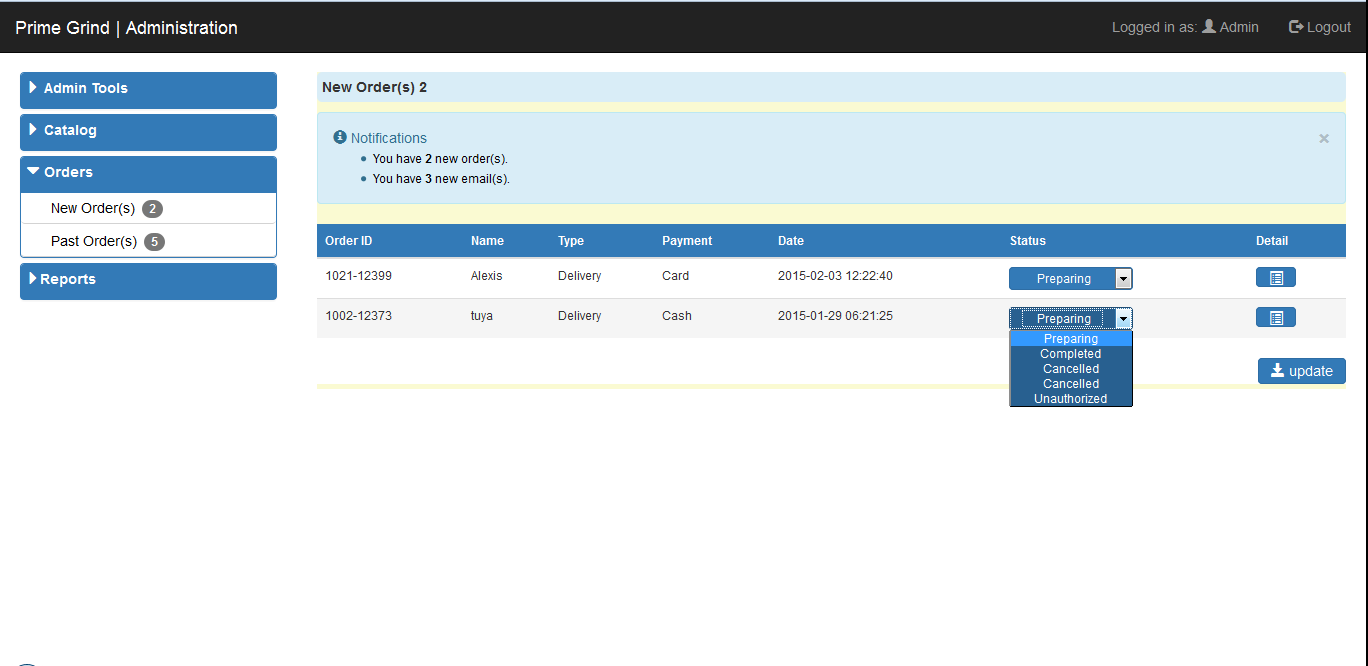 Prime Grind | Administration
Logged in as: Admin Logout
Admin Tools
Catalog
Orders
New Order(s) 2
Past Order(s) 5
Reports
New Order(s) 2
Notifications
×
You have 2 new order(s).
You have 3 new email(s).
Order ID Name Type Payment Date Status Detail
1021-12399 Alexis Delivery Card 2015-02-03 12:22:40 Preparing
1002-12373 tuya Delivery Cash 2015-01-29 06:21:25 Preparing
Preparing
Completed
Cancelled
Cancelled
Unauthorized
update